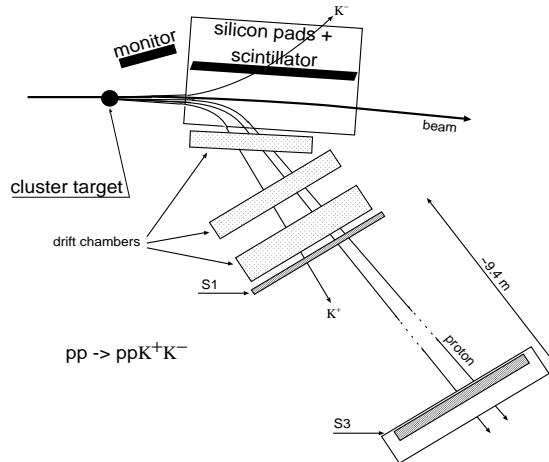 K⁻
monitor
silicon pads +
scintillator
beam
cluster target
drift chambers
~9.4 m
S1
K⁺
proton
pp -> ppK⁺K⁻
S3